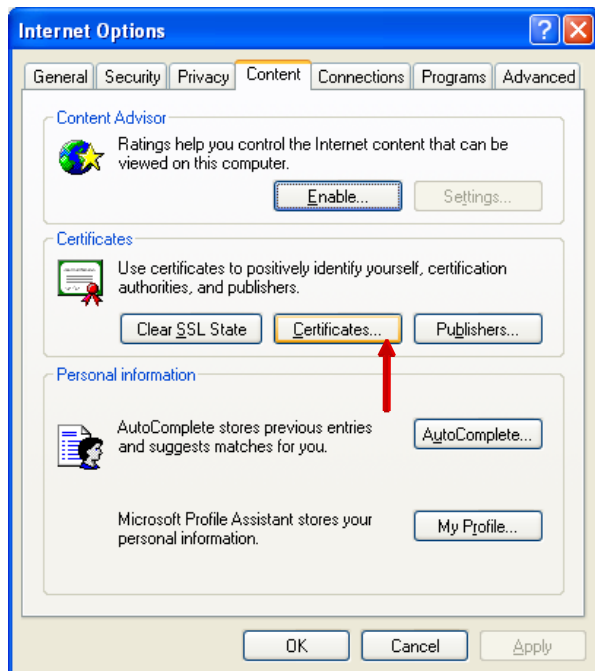 Internet Options
General Security Privacy Content Connections Programs Advanced
Content Advisor
Ratings help you control the Internet content that can be
viewed on this computer.
Enable... Settings...
Certificates
Use certificates to positively identify yourself, certification
authorities, and publishers.
Clear SSL State Certificates... Publishers...
Personal information
AutoComplete stores previous entries
and suggests matches for you.
AutoComplete...
Microsoft Profile Assistant stores your
personal information.
My Profile...
OK Cancel Apply